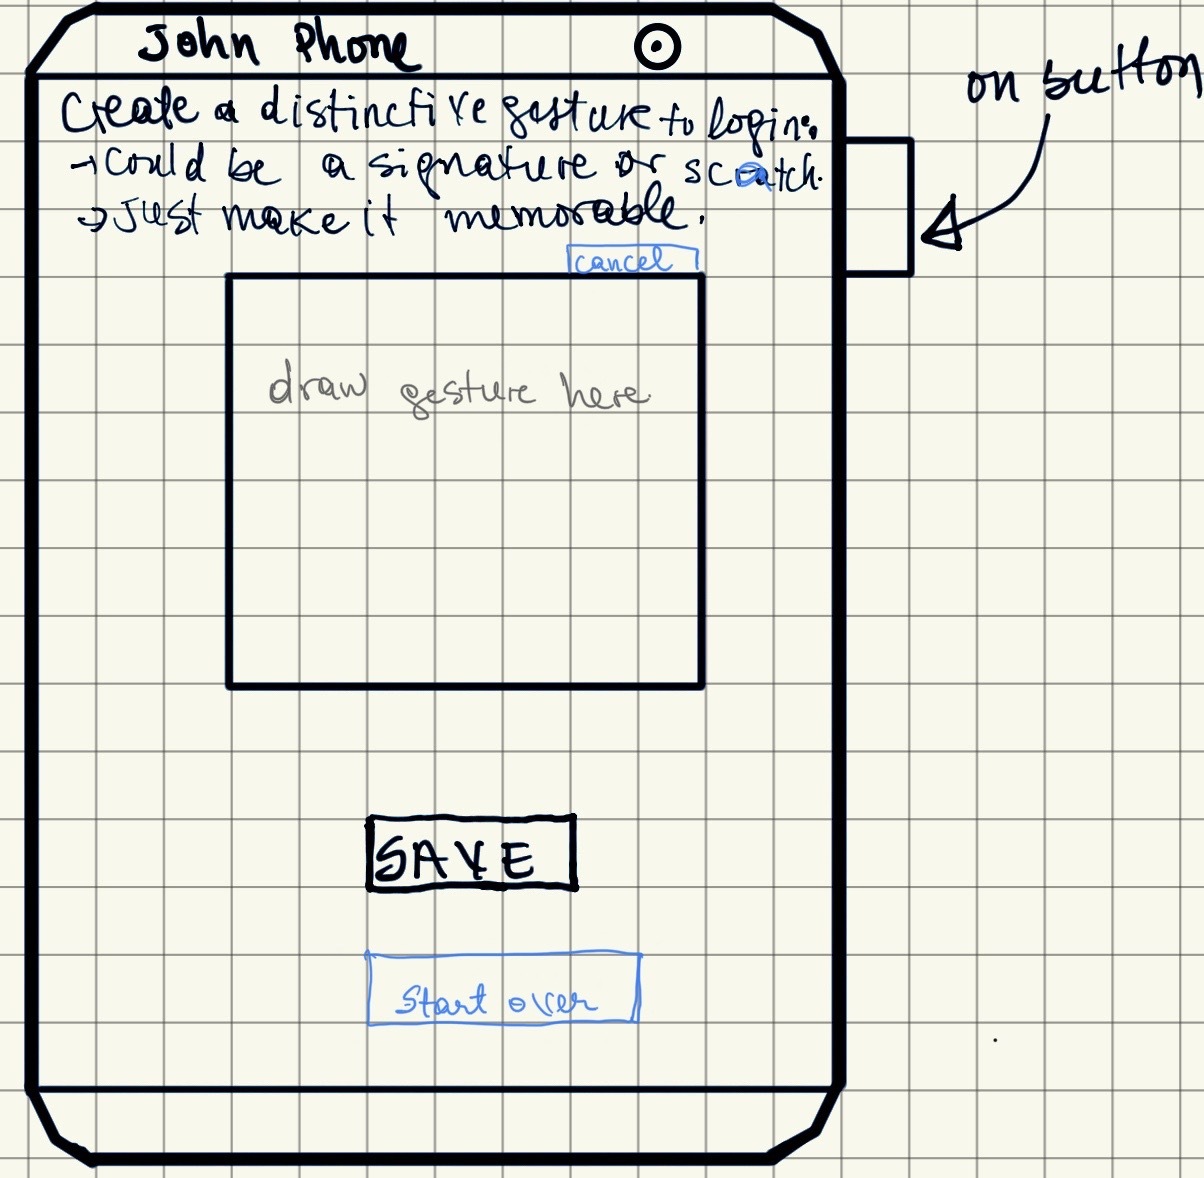 John Phone
on button
Create a distinctive gesture to login.
→ Could be a signature or scratch.
→ Just make it memorable.
cancel
draw gesture here.
SAVE
Start over